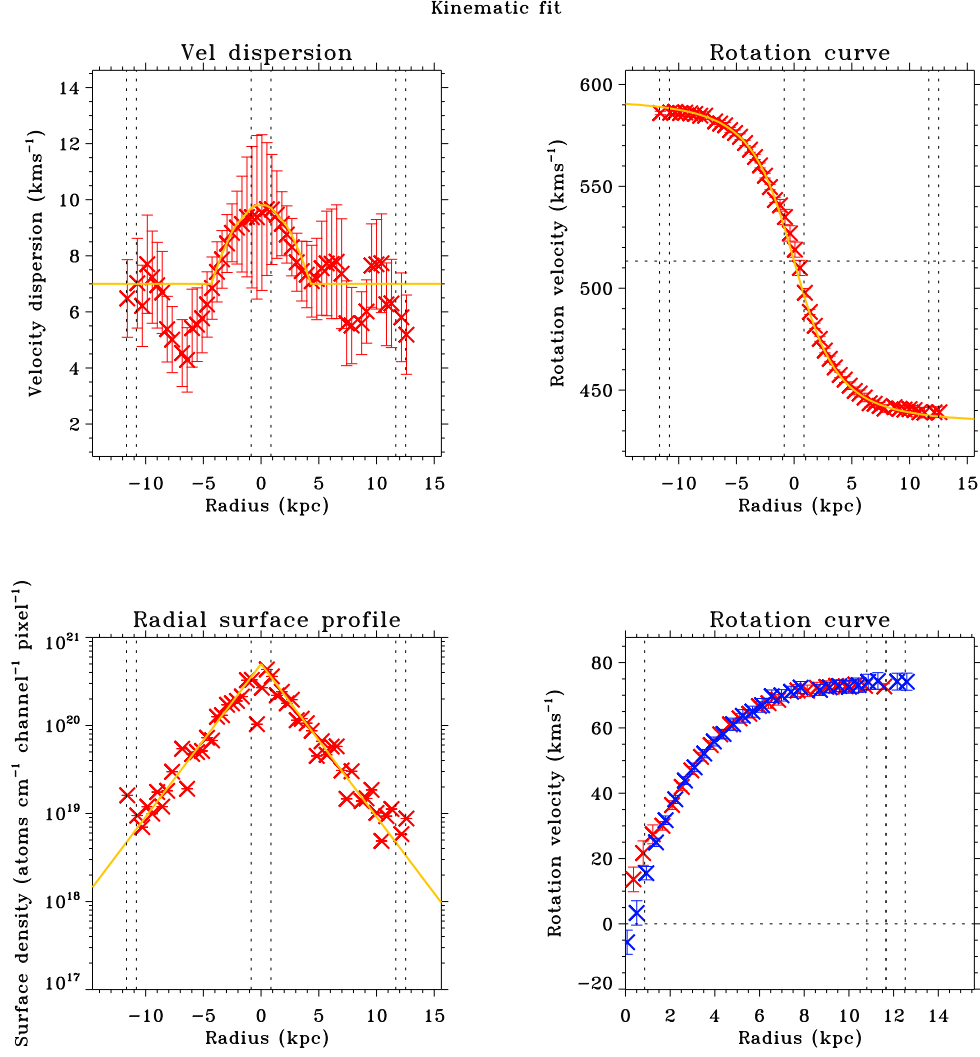 Kinematic fit
Vel dispersion
Velocity dispersion (kms⁻¹)
14
12
10
8
6
4
2
−10 −5 0 5 10 15
Radius (kpc)
Rotation curve
Rotation velocity (kms⁻¹)
600
550
500
450
−10 −5 0 5 10 15
Radius (kpc)
Radial surface profile
Surface density (atoms cm⁻¹ channel⁻¹ pixel⁻¹)
10²¹
10²⁰
10¹⁹
10¹⁸
10¹⁷
−10 −5 0 5 10 15
Radius (kpc)
Rotation curve
Rotation velocity (kms⁻¹)
80
60
40
20
0
−20
0 2 4 6 8 10 12 14
Radius (kpc)